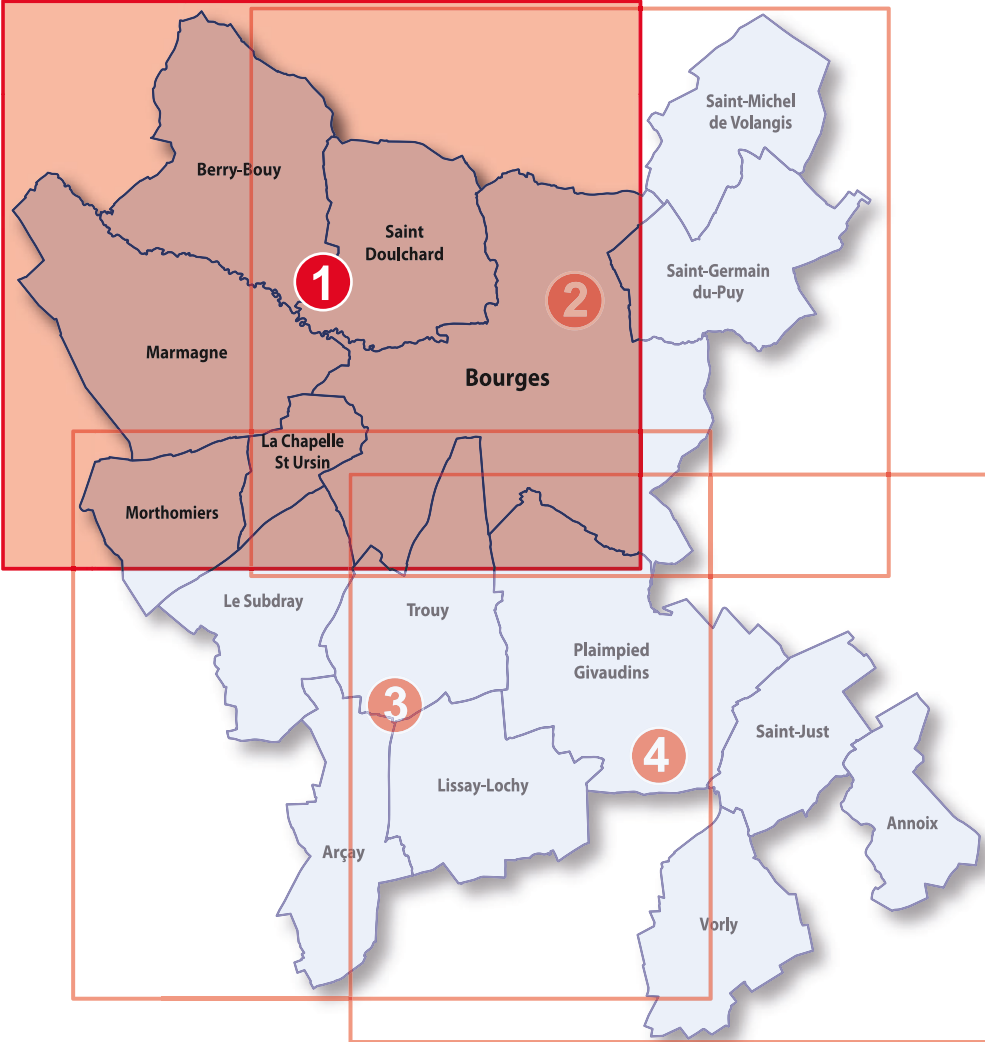 Saint-Michel
de Volangis
Berry-Bouy
Saint
Doulchard
Saint-Germain
du-Puy
1
2
Marmagne
Bourges
La Chapelle
St Ursin
Morthomiers
Le Subdray
Trouy
Plaimpied
Givaudins
3
Saint-Just
4
Lissay-Lochy
Annoix
Arçay
Vorly